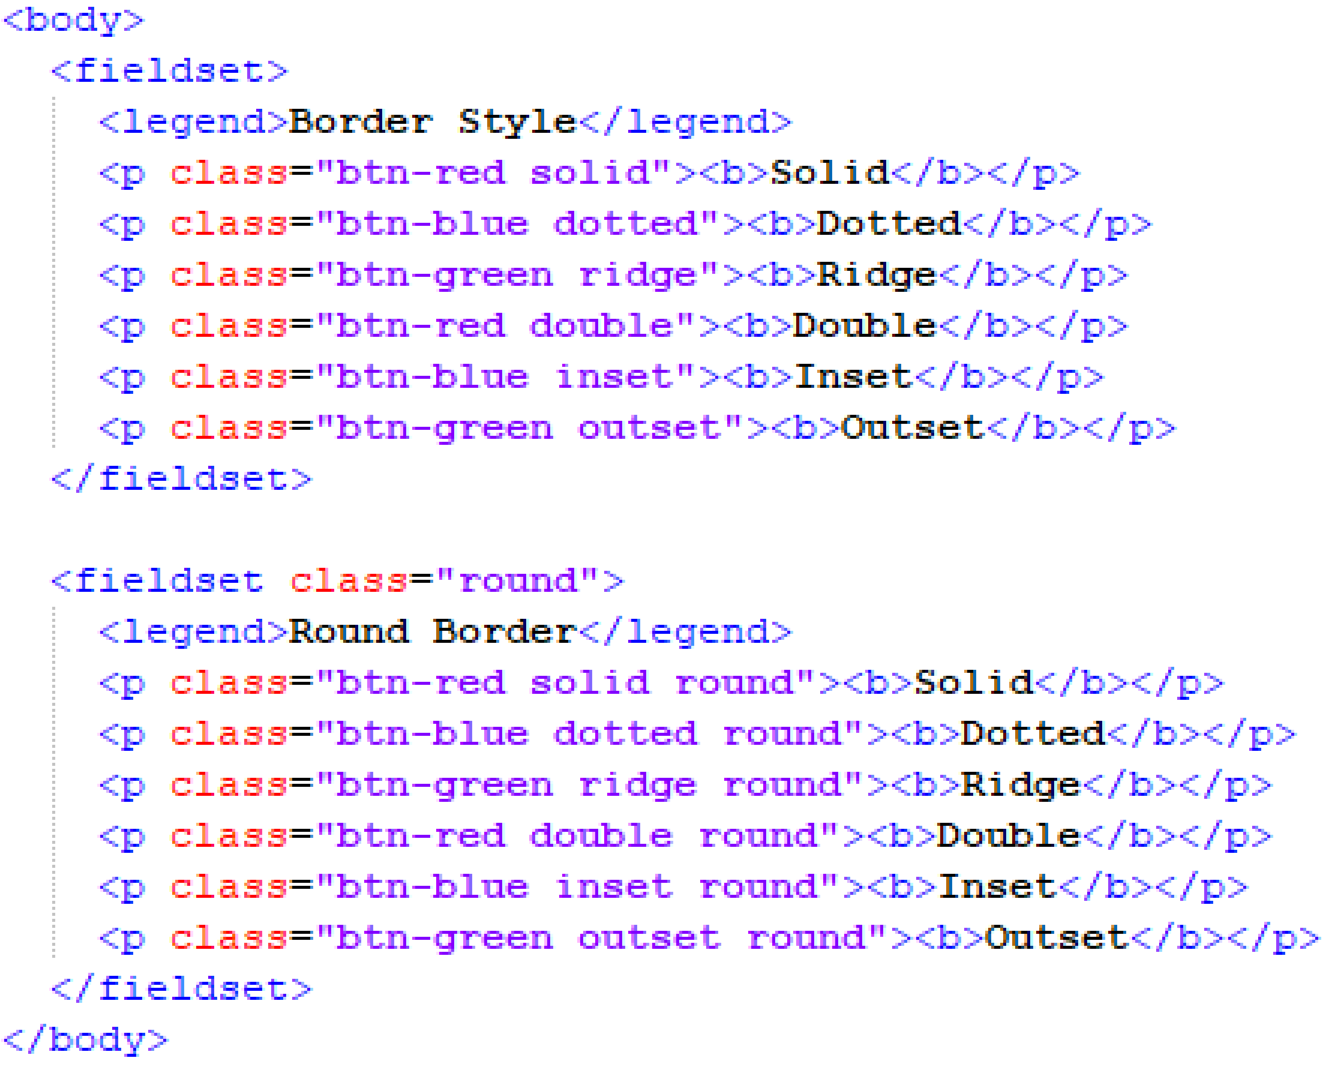 <body>
<fieldset>
<legend>Border Style</legend>
<p class="btn-red solid"><b>Solid</b></p>
<p class="btn-blue dotted"><b>Dotted</b></p>
<p class="btn-green ridge"><b>Ridge</b></p>
<p class="btn-red double"><b>Double</b></p>
<p class="btn-blue inset"><b>Inset</b></p>
<p class="btn-green outset"><b>Outset</b></p>
</fieldset>
<fieldset class="round">
<legend>Round Border</legend>
<p class="btn-red solid round"><b>Solid</b></p>
<p class="btn-blue dotted round"><b>Dotted</b></p>
<p class="btn-green ridge round"><b>Ridge</b></p>
<p class="btn-red double round"><b>Double</b></p>
<p class="btn-blue inset round"><b>Inset</b></p>
<p class="btn-green outset round"><b>Outset</b></p>
</fieldset>
</body>